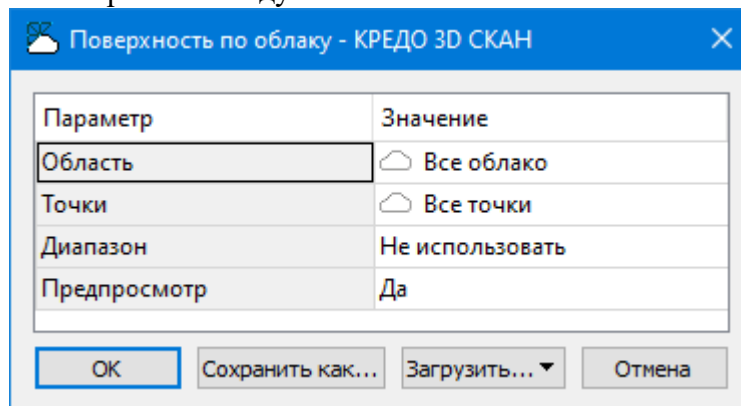 Поверхность по облаку - КРЕДО 3D СКАН
Параметр Значение
Область Все облако
Точки Все точки
Диапазон Не использовать
Предпросмотр Да
OK Сохранить как... Загрузить... Отмена